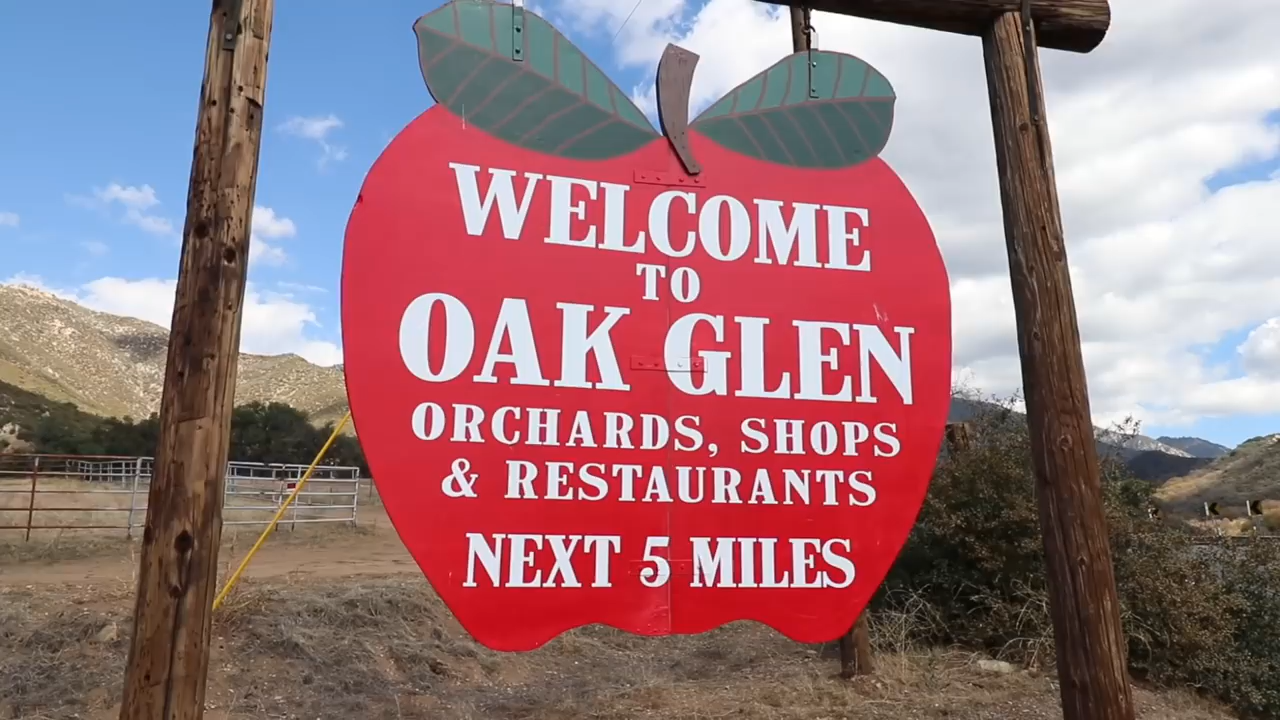 WELCOME
TO
OAK GLEN
ORCHARDS, SHOPS
& RESTAURANTS
NEXT 5 MILES